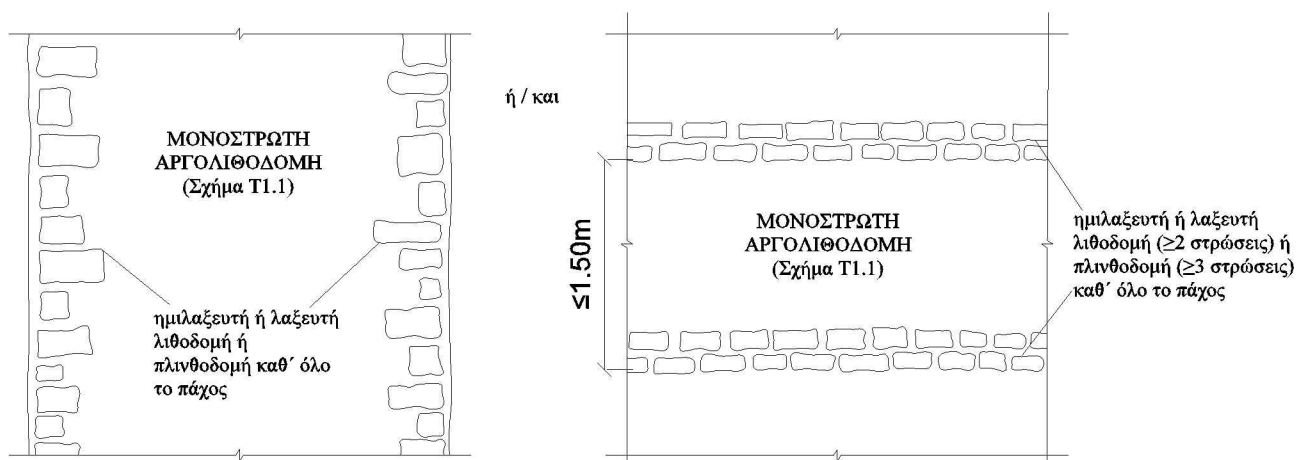 ΜΟΝΟΣΤΡΩΤΗ
ΑΡΓΟΛΙΘΟΔΟΜΗ
(Σχήμα Τ1.1)
ημιλαξευτή ή λαξευτή
λιθοδομή ή
πλινθοδομή καθ΄ όλο
το πάχος
ή / και
≤1.50m
ΜΟΝΟΣΤΡΩΤΗ
ΑΡΓΟΛΙΘΟΔΟΜΗ
(Σχήμα Τ1.1)
ημιλαξευτή ή λαξευτή
λιθοδομή (≥2 στρώσεις) ή
πλινθοδομή (≥3 στρώσεις)
καθ΄ όλο το πάχος